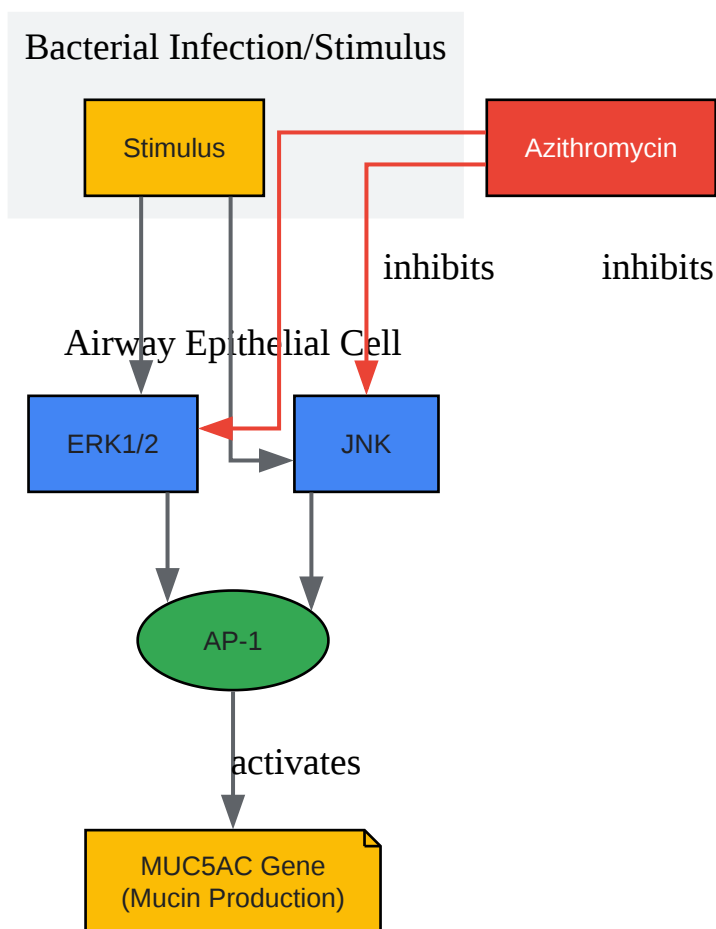 Bacterial Infection/Stimulus
Stimulus
Azithromycin
inhibits
inhibits
Airway Epithelial Cell
ERK1/2
JNK
AP-1
activates
MUC5AC Gene
(Mucin Production)